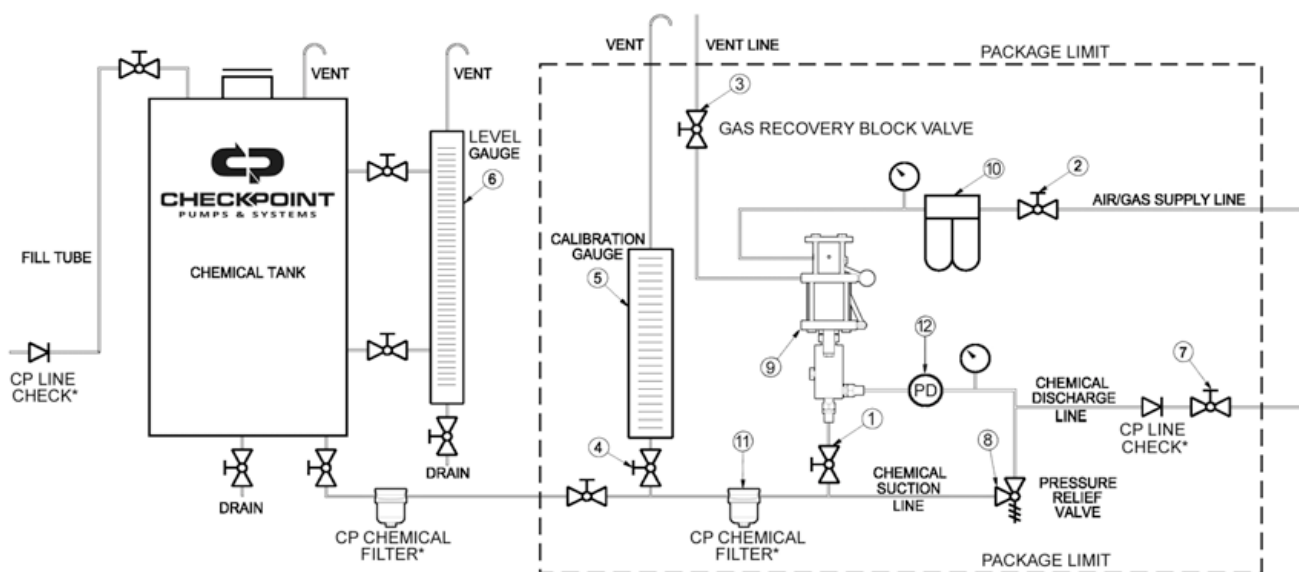 VENT
VENT LINE
PACKAGE LIMIT
VENT
VENT
3
GAS RECOVERY BLOCK VALVE
LEVEL
GAUGE
6
10
2
AIR/GAS SUPPLY LINE
CHECKPOINT
PUMPS & SYSTEMS
CALIBRATION
GAUGE
FILL TUBE
CHEMICAL TANK
5
CP LINE
CHECK*
9
12
PD
CHEMICAL
DISCHARGE
LINE
7
CP LINE
CHECK*
1
4
11
8
DRAIN
DRAIN
CHEMICAL
SUCTION
LINE
PRESSURE
RELIEF
VALVE
CP CHEMICAL
FILTER*
CP CHEMICAL
FILTER*
PACKAGE LIMIT